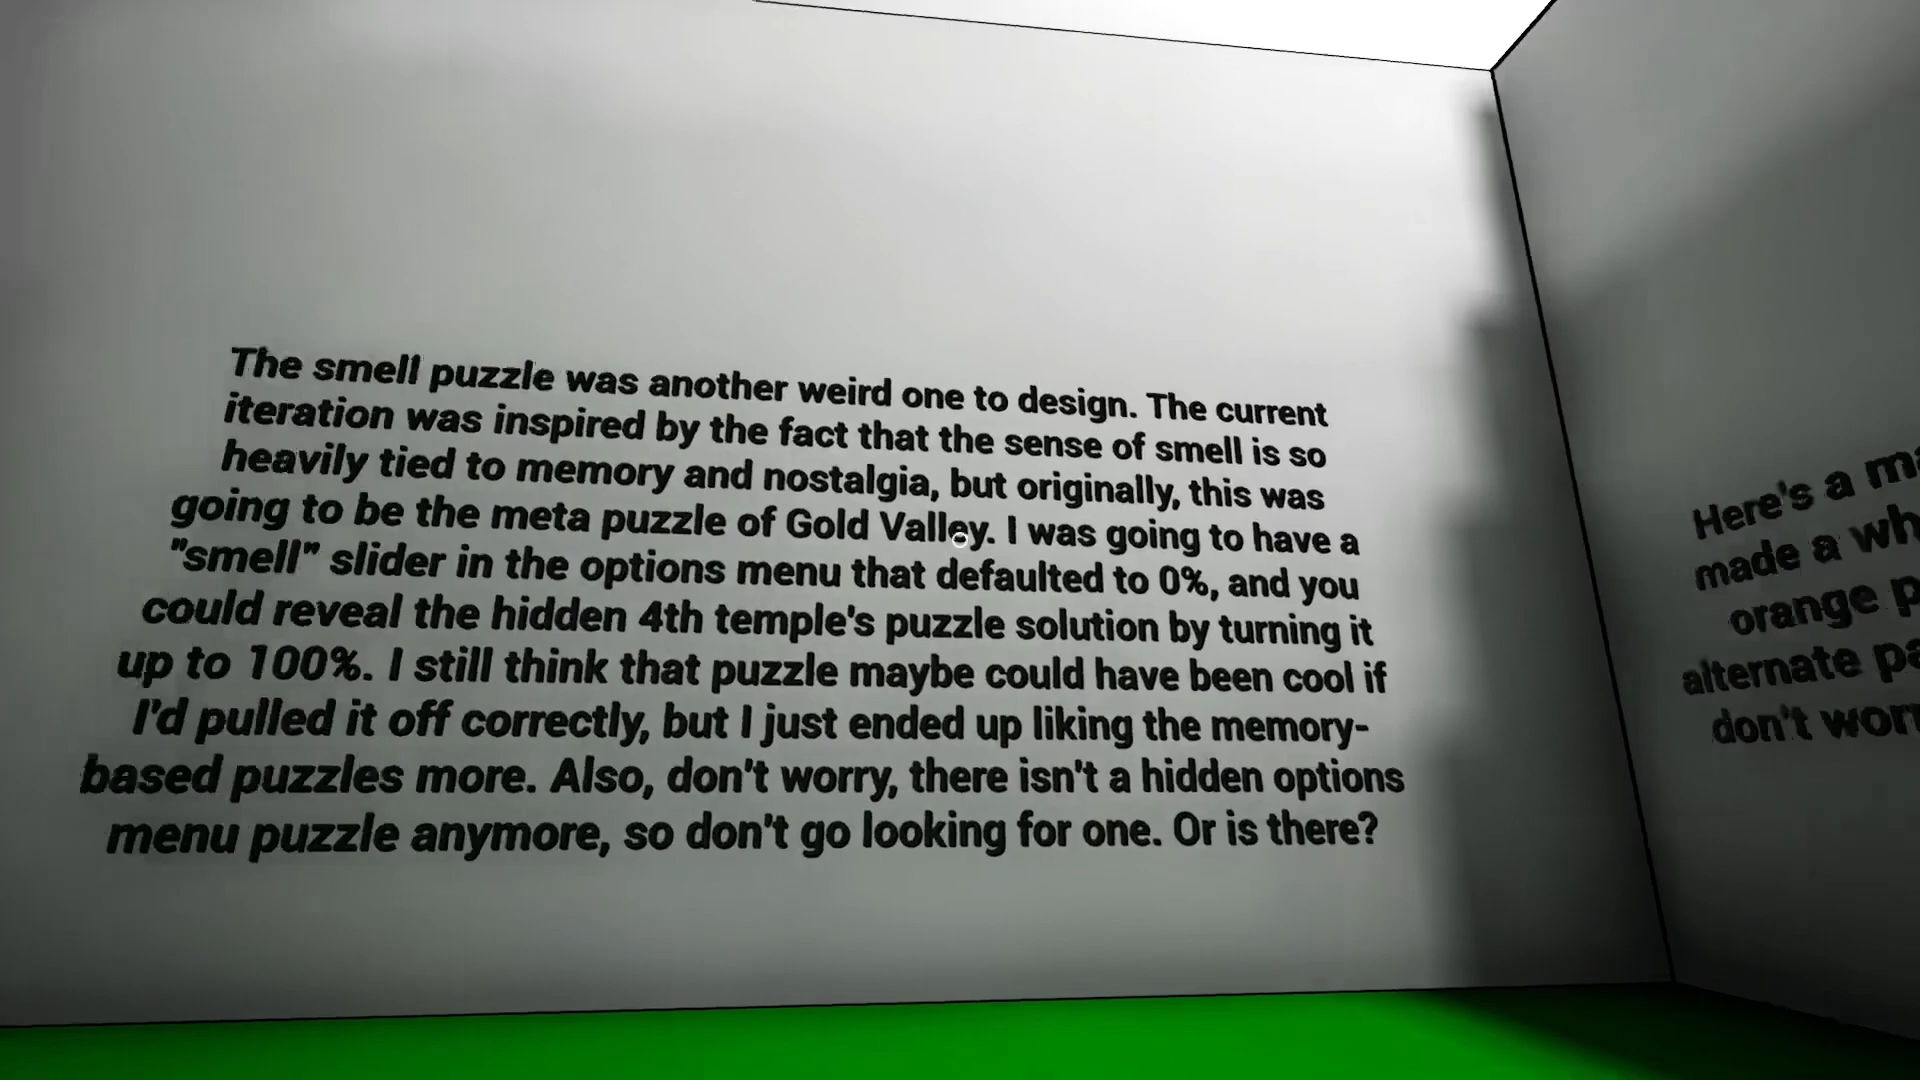 The smell puzzle was another weird one to design. The current
iteration was inspired by the fact that the sense of smell is so
heavily tied to memory and nostalgia, but originally, this was
going to be the meta puzzle of Gold Valley. I was going to have a
"smell" slider in the options menu that defaulted to 0%, and you
could reveal the hidden 4th temple's puzzle solution by turning it
up to 100%. I still think that puzzle maybe could have been cool if
I'd pulled it off correctly, but I just ended up liking the memory-
based puzzles more. Also, don't worry, there isn't a hidden options
menu puzzle anymore, so don't go looking for one. Or is there?
Here's a
made a
orange
alternate
don't